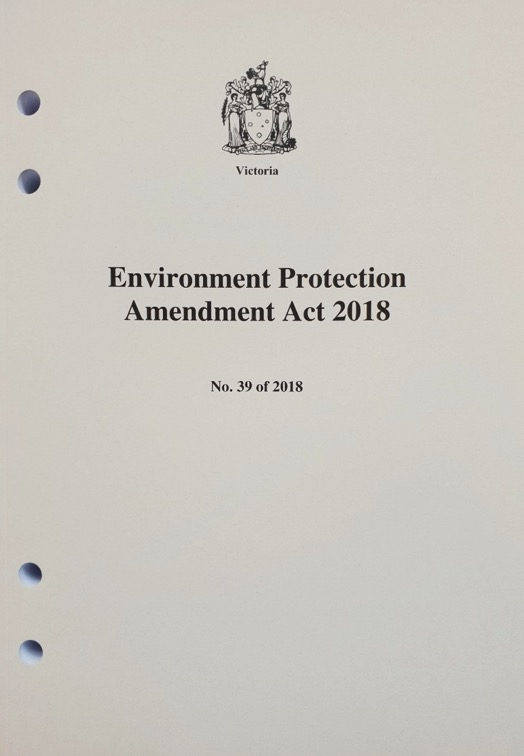 Victoria
Environment Protection
Amendment Act 2018
No. 39 of 2018